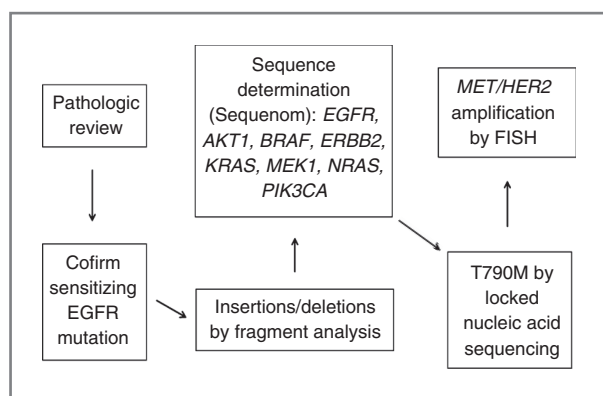 Pathologic
review
Cofirm
sensitizing
EGFR
mutation
Insertions/deletions
by fragment analysis
Sequence
determination
(Sequenom): EGFR,
AKT1, BRAF, ERBB2,
KRAS, MEK1, NRAS,
PIK3CA
T790M by
locked
nucleic acid
sequencing
MET/HER2
amplification
by FISH